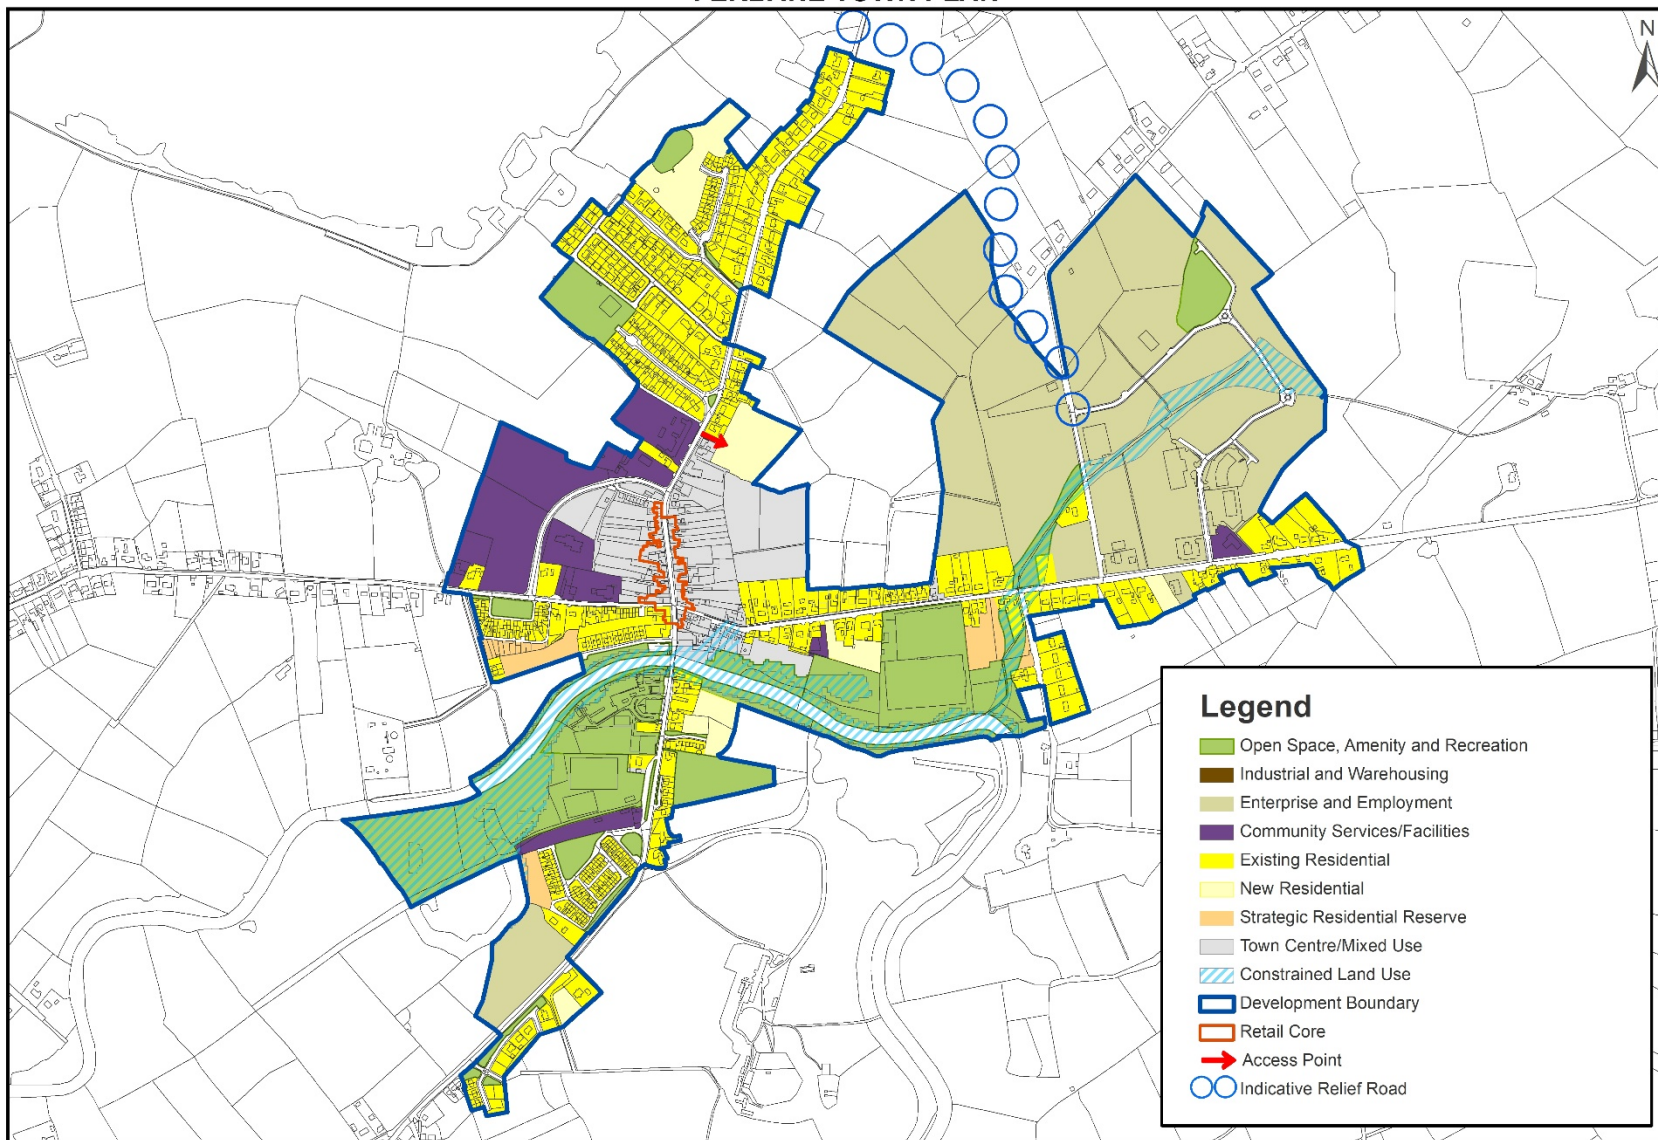 N
Legend
Open Space, Amenity and Recreation
Industrial and Warehousing
Enterprise and Employment
Community Services/Facilities
Existing Residential
New Residential
Strategic Residential Reserve
Town Centre/Mixed Use
Constrained Land Use
Development Boundary
Retail Core
Access Point
Indicative Relief Road